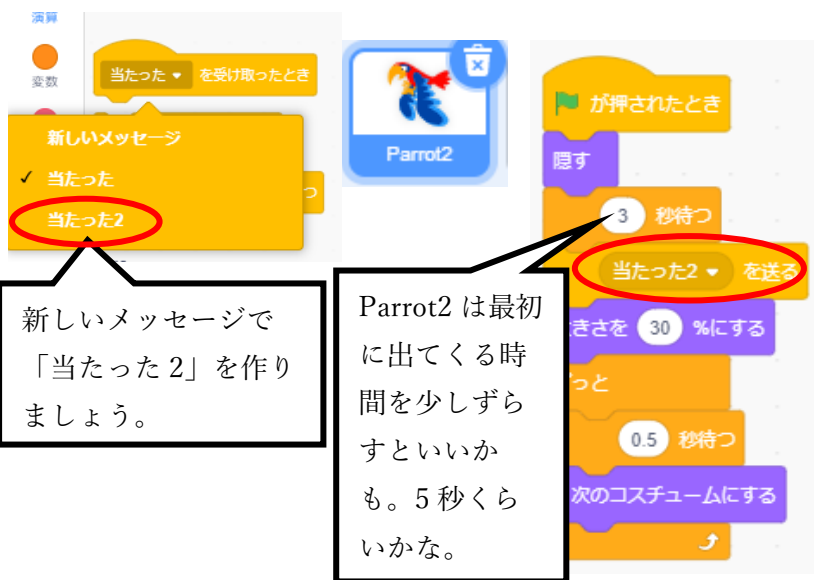 演算
変数
当たった を受け取ったとき
新しいメッセージ
当たった
当たった2
つ
新しいメッセージで
「当たった2」を作り
ましょう。
Parrot2
Parrot2 は最初
に出てくる時
間を少しずら
すといいか
も。5 秒くら
いかな。
が押されたとき
隠す
3 秒待つ
当たった2 を送る
きさを 30 %にする
っと
0.5 秒待つ
次のコスチュームにする